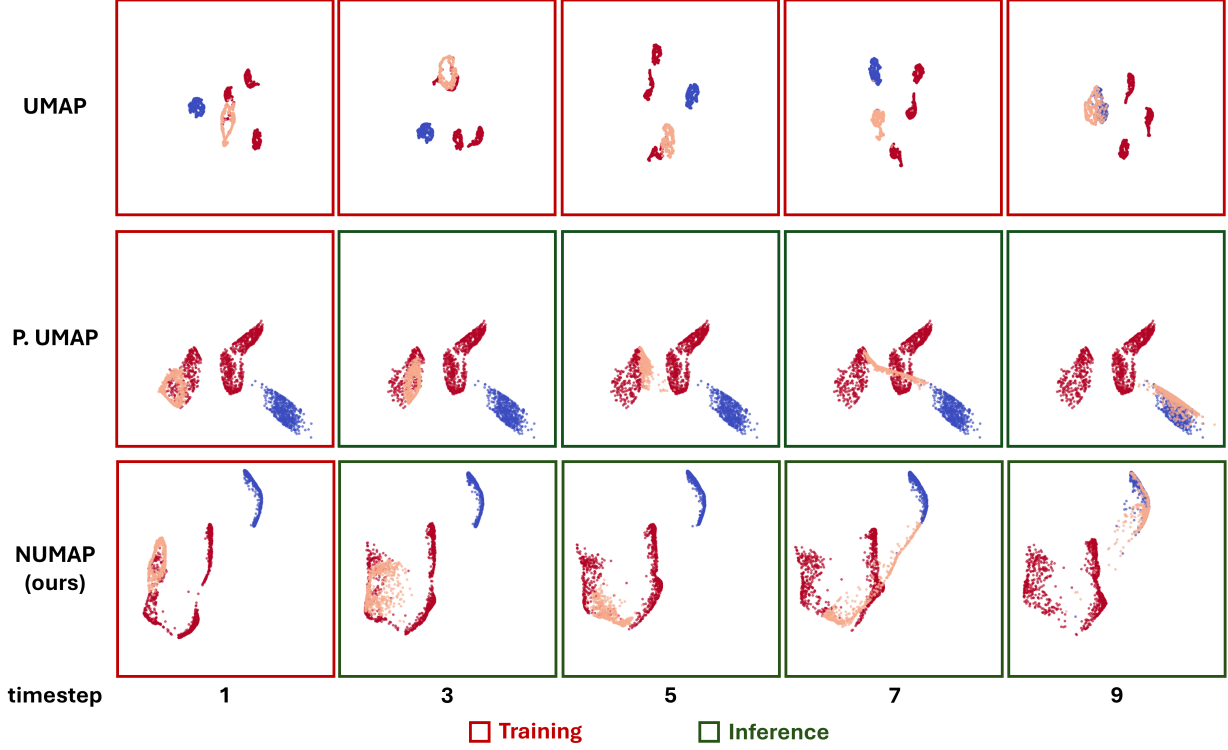 UMAP
P. UMAP
NUMAP
(ours)
timestep 1 3 5 7 9
Training Inference